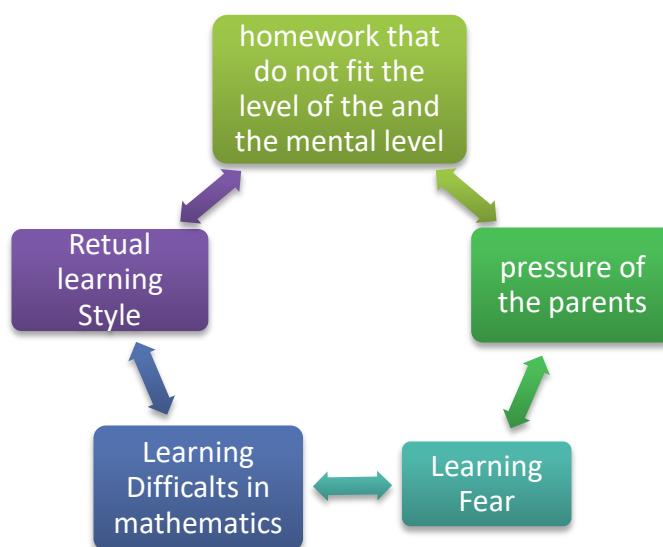 homework that
do not fit the
level of the and
the mental level
pressure of
the parents
Learning
Fear
Learning
Difficalts in
mathematics
Retual
learning
Style